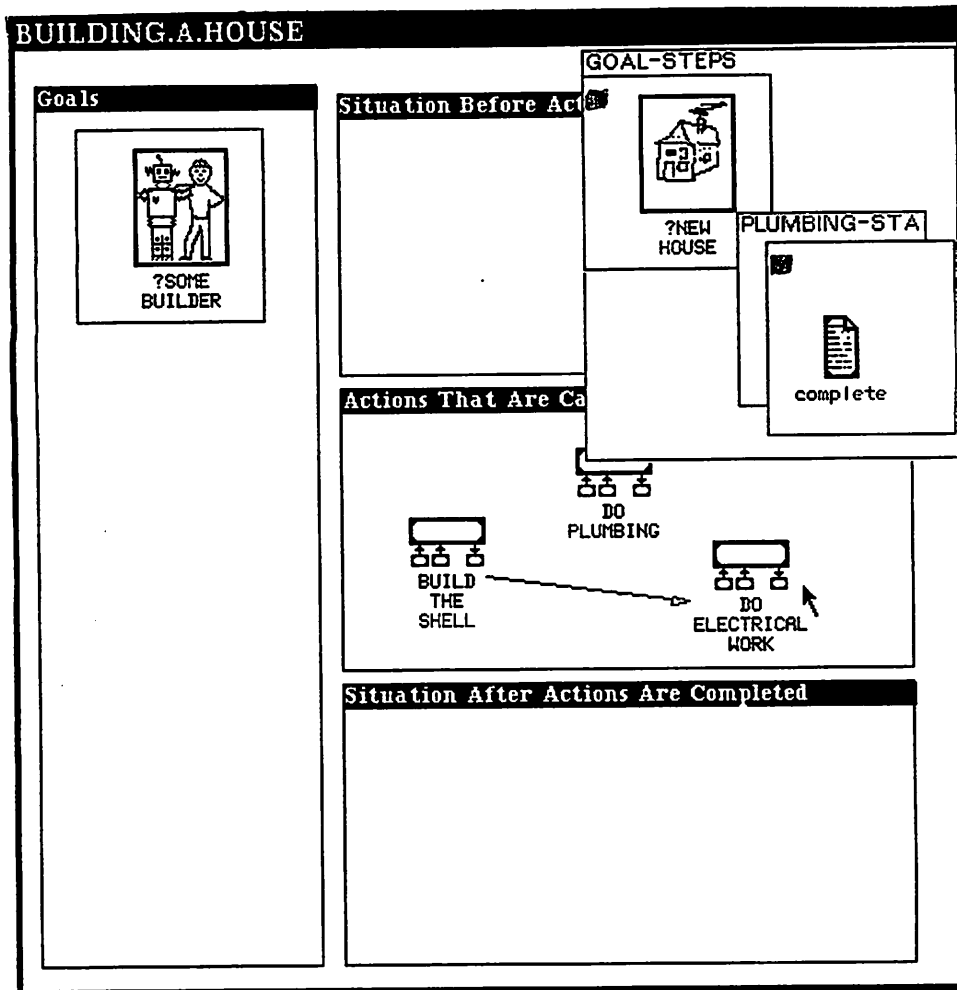 BUILDING.A.HOUSE
GOAL-STEPS
Goals
Situation Before Act
?NEW
HOUSE
PLUMBING-STA
?SOME
BUILDER
complete
Actions That Are Ca
DO
PLUMBING
BUILD
THE
SHELL
DO
ELECTRICAL
WORK
Situation After Actions Are Completed